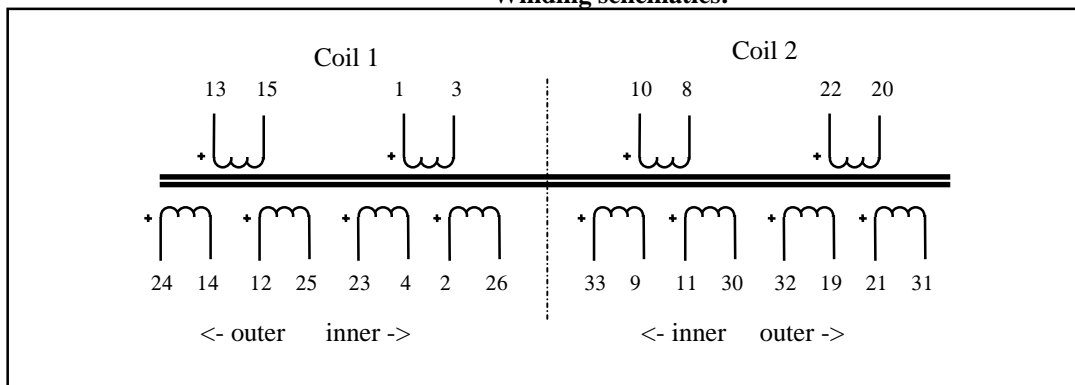 Winding schematics:
Coil 1 Coil 2
13 15 1 3 10 8 22 20
+ + + +
+ + + + + + + +
24 14 12 25 23 4 2 26 33 9 11 30 32 19 21 31
<- outer inner -> <- inner outer ->